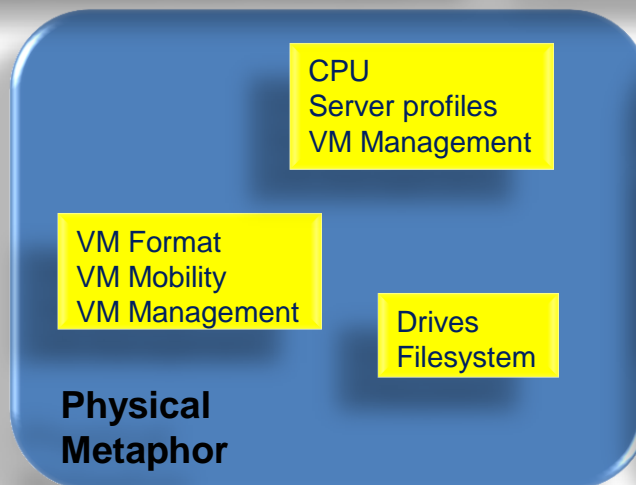 CPU
Server profiles
VM Management
VM Format
VM Mobility
VM Management
Drives
Filesystem
Physical
Metaphor